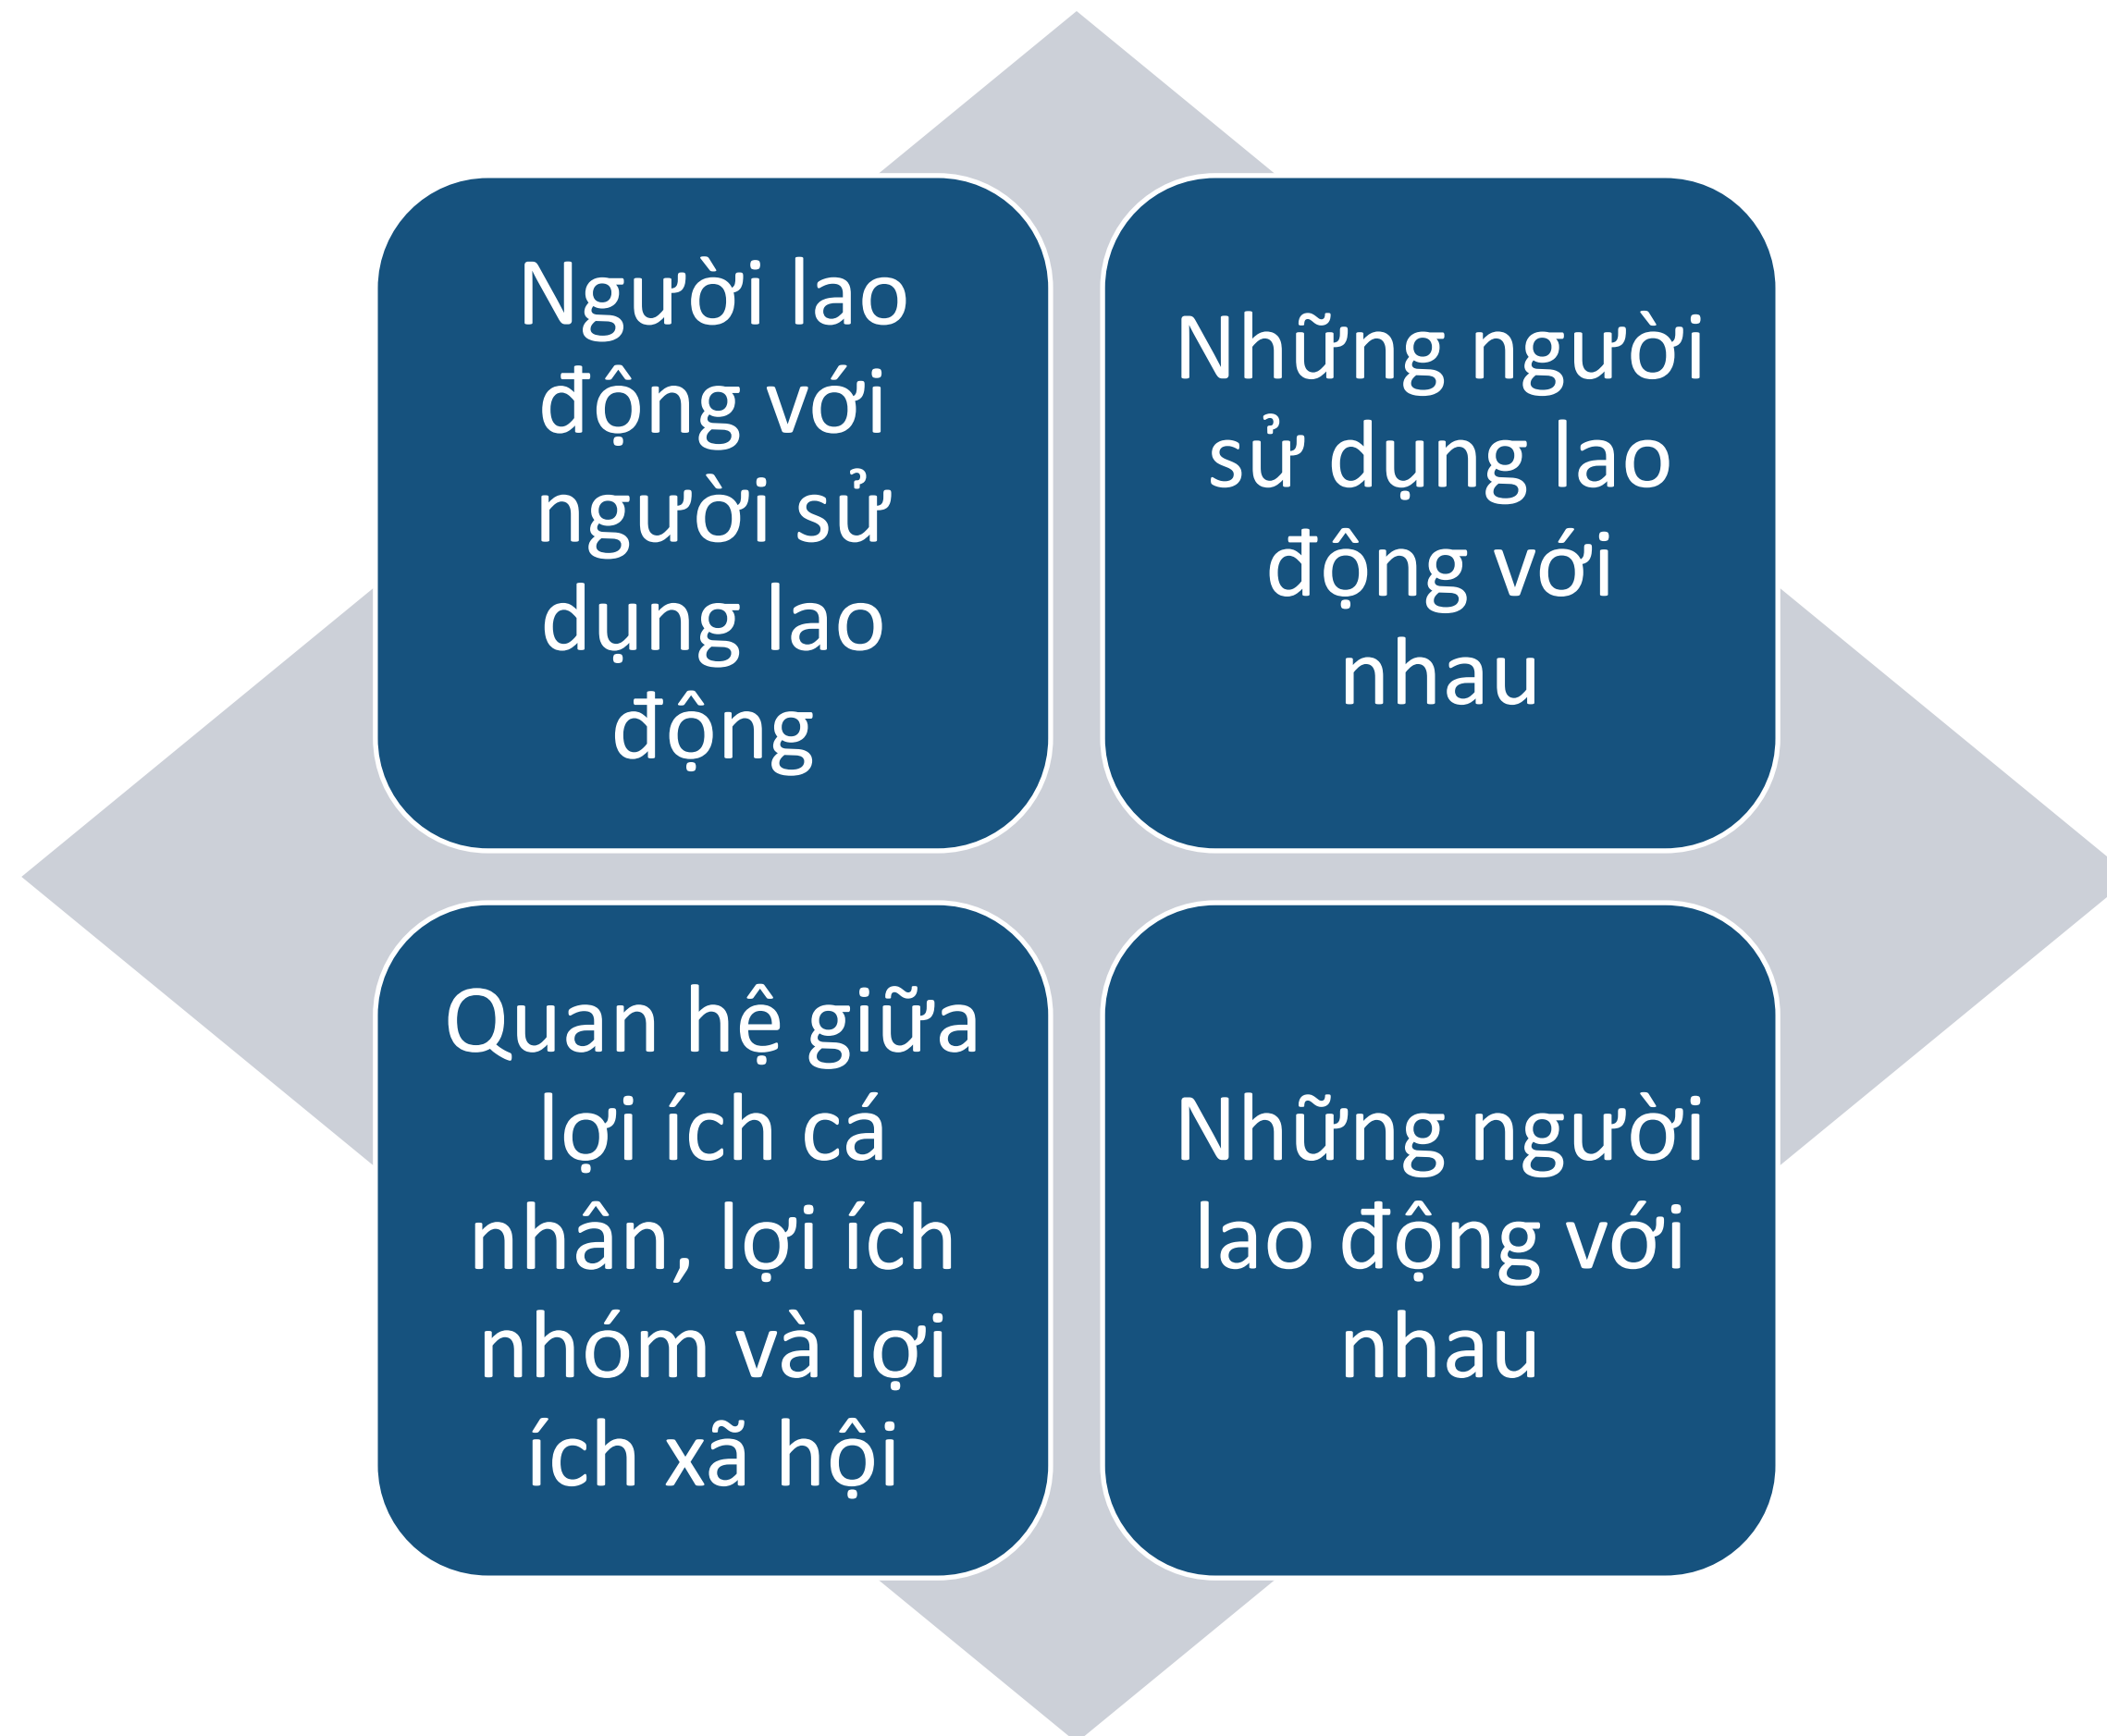 Người lao
động với
người sử
dụng lao
động
Những người
sử dụng lao
động với
nhau
Quan hệ giữa
lợi ích cá
nhân, lợi ích
nhóm và lợi
ích xã hội
Những người
lao động với
nhau